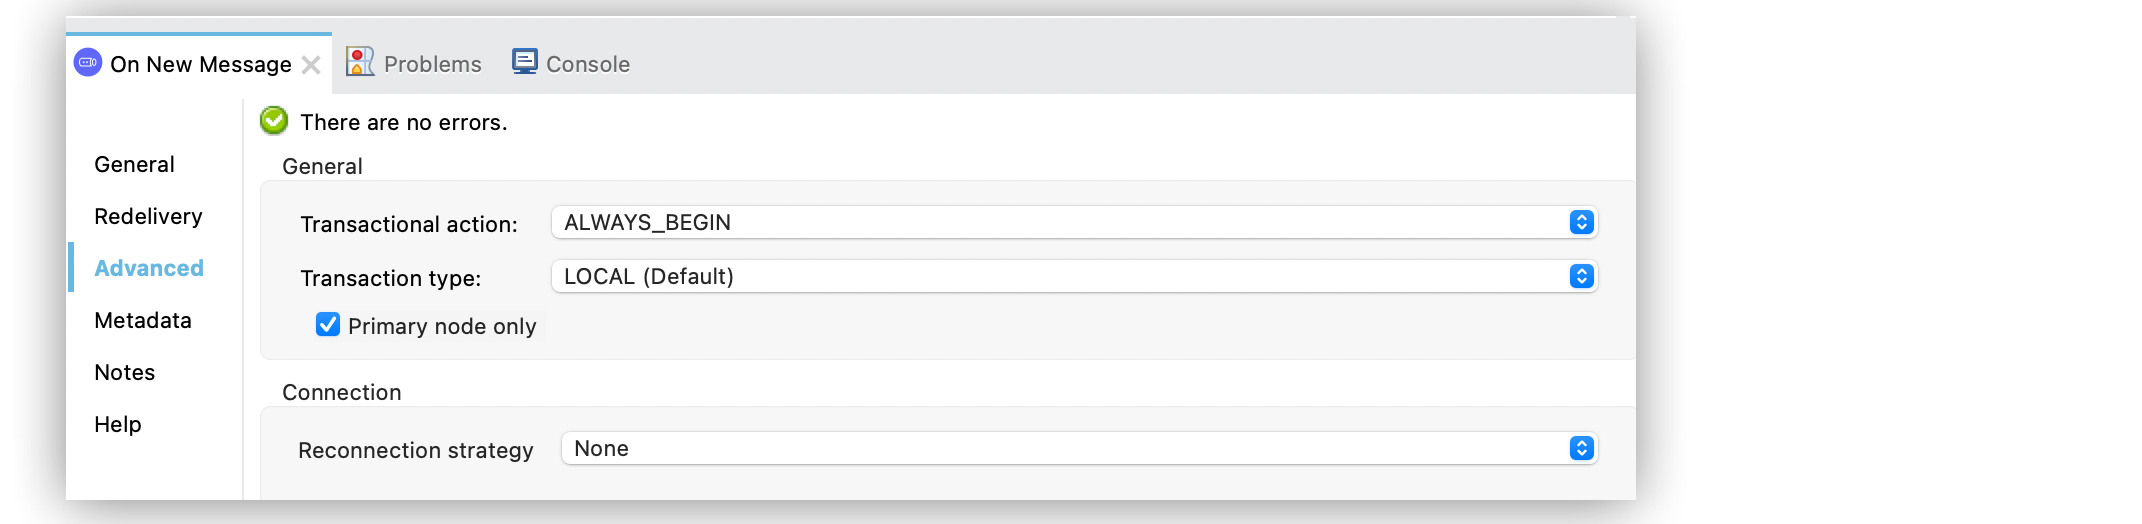 On New Message
Problems
Console
There are no errors.
General
Redelivery
Advanced
Metadata
Notes
Help
General
Transactional action: ALWAYS_BEGIN
Transaction type: LOCAL (Default)
Primary node only
Connection
Reconnection strategy None